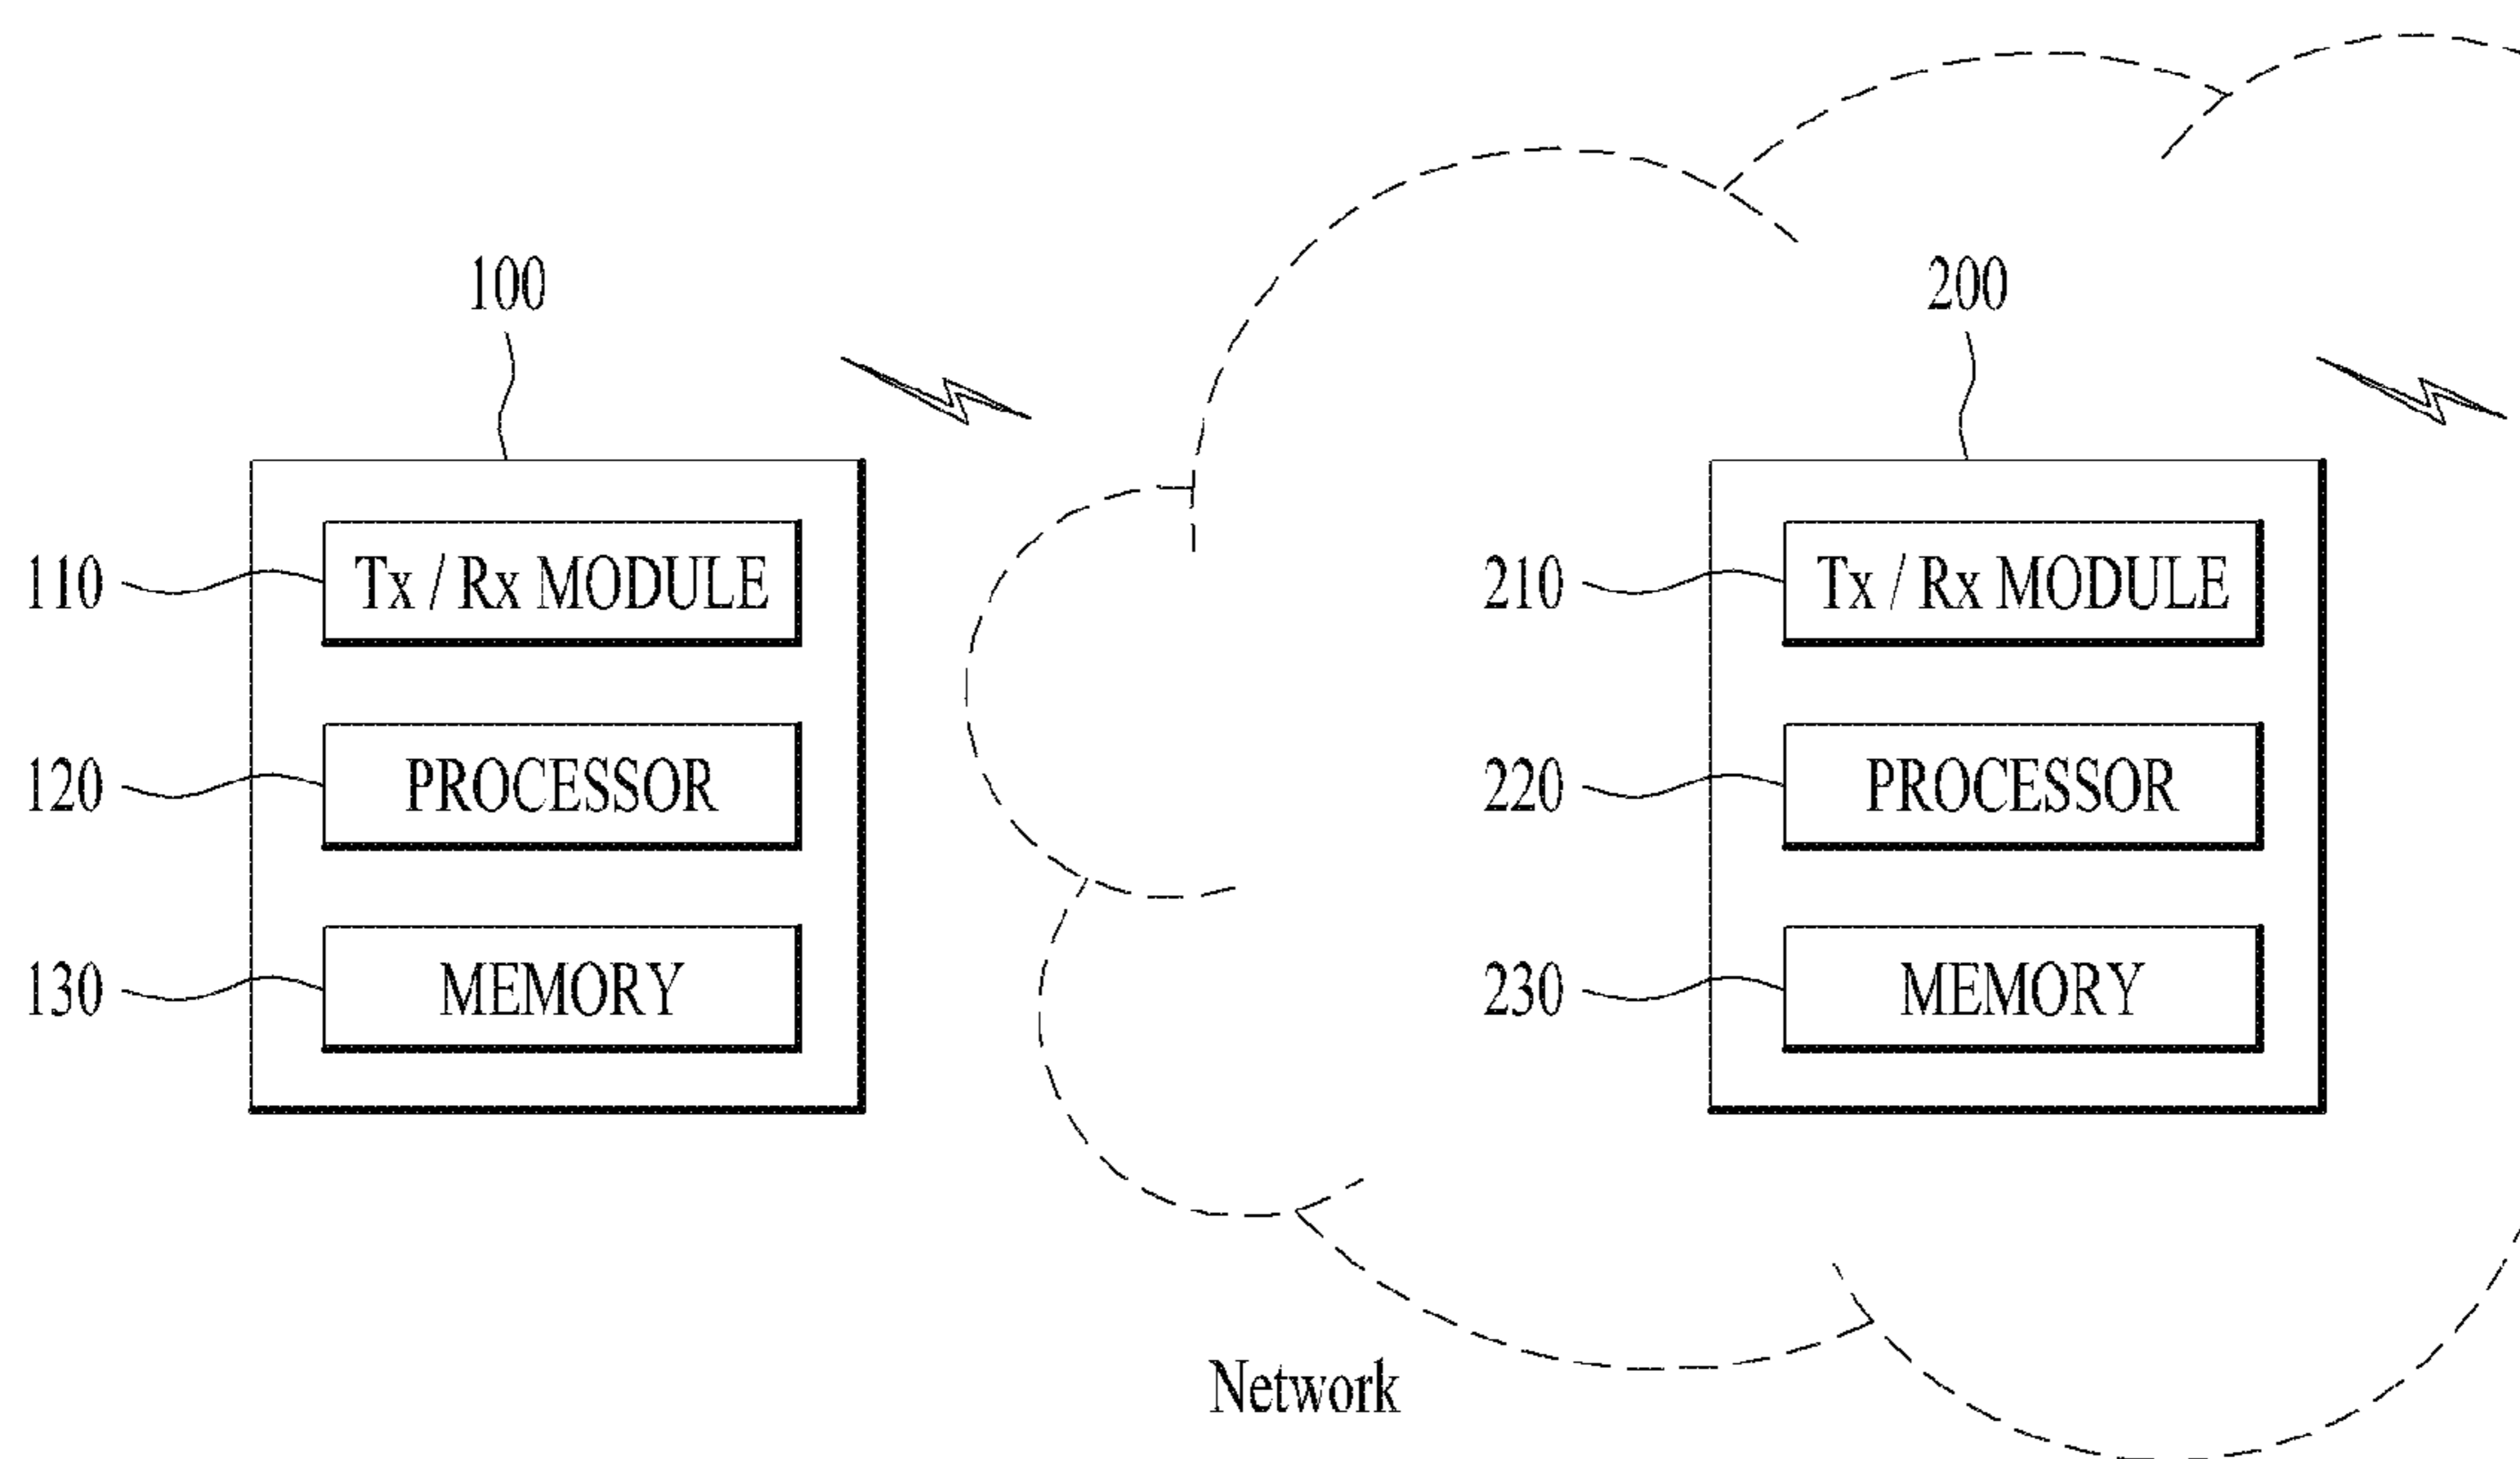 100
110
Tx / Rx MODULE
120
PROCESSOR
130
MEMORY
200
210
Tx / Rx MODULE
220
PROCESSOR
230
MEMORY
Network